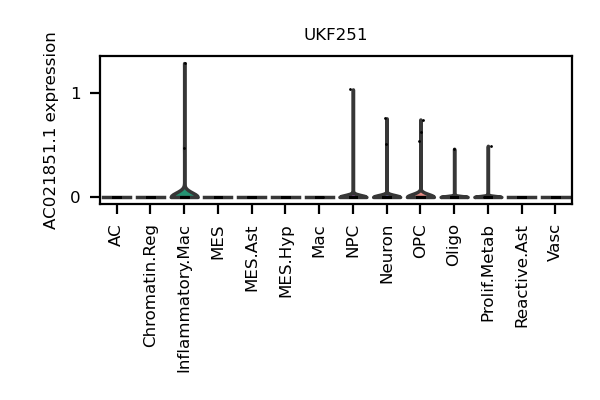 UKF251
AC021851.1 expression
1
0
AC
Chromatin.Reg
Inflammatory.Mac
MES
MES.Ast
MES.Hyp
Mac
NPC
Neuron
OPC
Oligo
Prolif.Metab
Reactive.Ast
Vasc